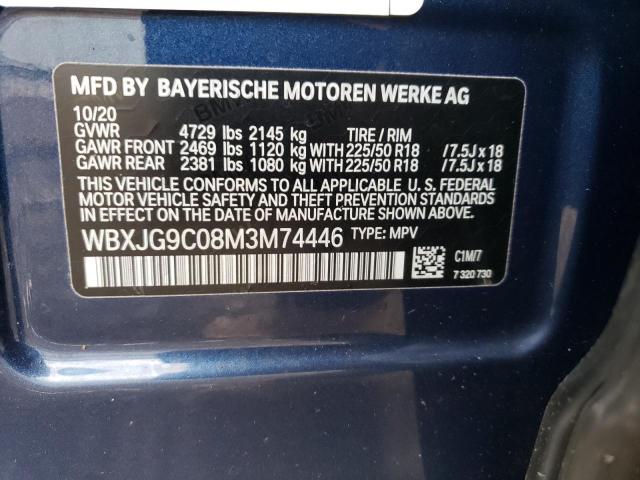 MFD BY BAYERISCHE MOTOREN WERKE AG
10/20
GVWR 4729 lbs 2145 kg TIRE / RIM
GAWR FRONT 2469 lbs 1120 kg WITH 225/50 R18 /7.5J x 18
GAWR REAR 2381 lbs 1080 kg WITH 225/50 R18 /7.5J x 18
THIS VEHICLE CONFORMS TO ALL APPLICABLE U. S. FEDERAL
MOTOR VEHICLE SAFETY AND THEFT PREVENTION STANDARDS
IN EFFECT ON THE DATE OF MANUFACTURE SHOWN ABOVE.
WBXJG9C08M3M74446 TYPE: MPV
C1M/7
7 320 730